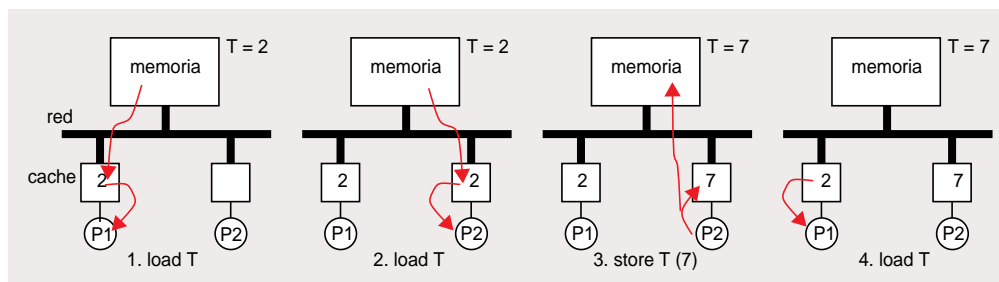 T = 2
memoria
red
cache
2
P1
P2
1. load T
T = 2
memoria
2
2
P1
P2
2. load T
T = 7
memoria
2
7
P1
P2
3. store T (7)
T = 7
memoria
2
7
P1
P2
4. load T